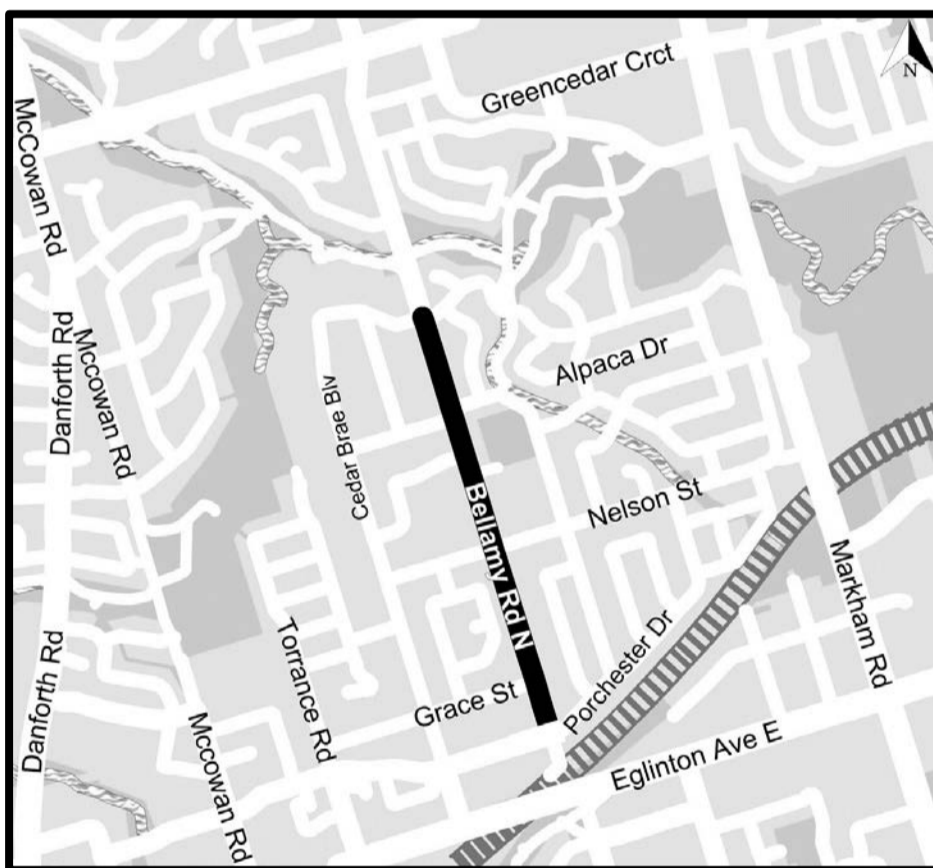 Greencedar Crct
N
McCowan Rd
Danforth Rd
Mccowan Rd
Cedar Brae Blv
Alpaca Dr
Bellamy Rd N
Nelson St
Torrance Rd
Markham Rd
Danforth Rd
Mccowan Rd
Grace St
Porchester Dr
Eglinton Ave E